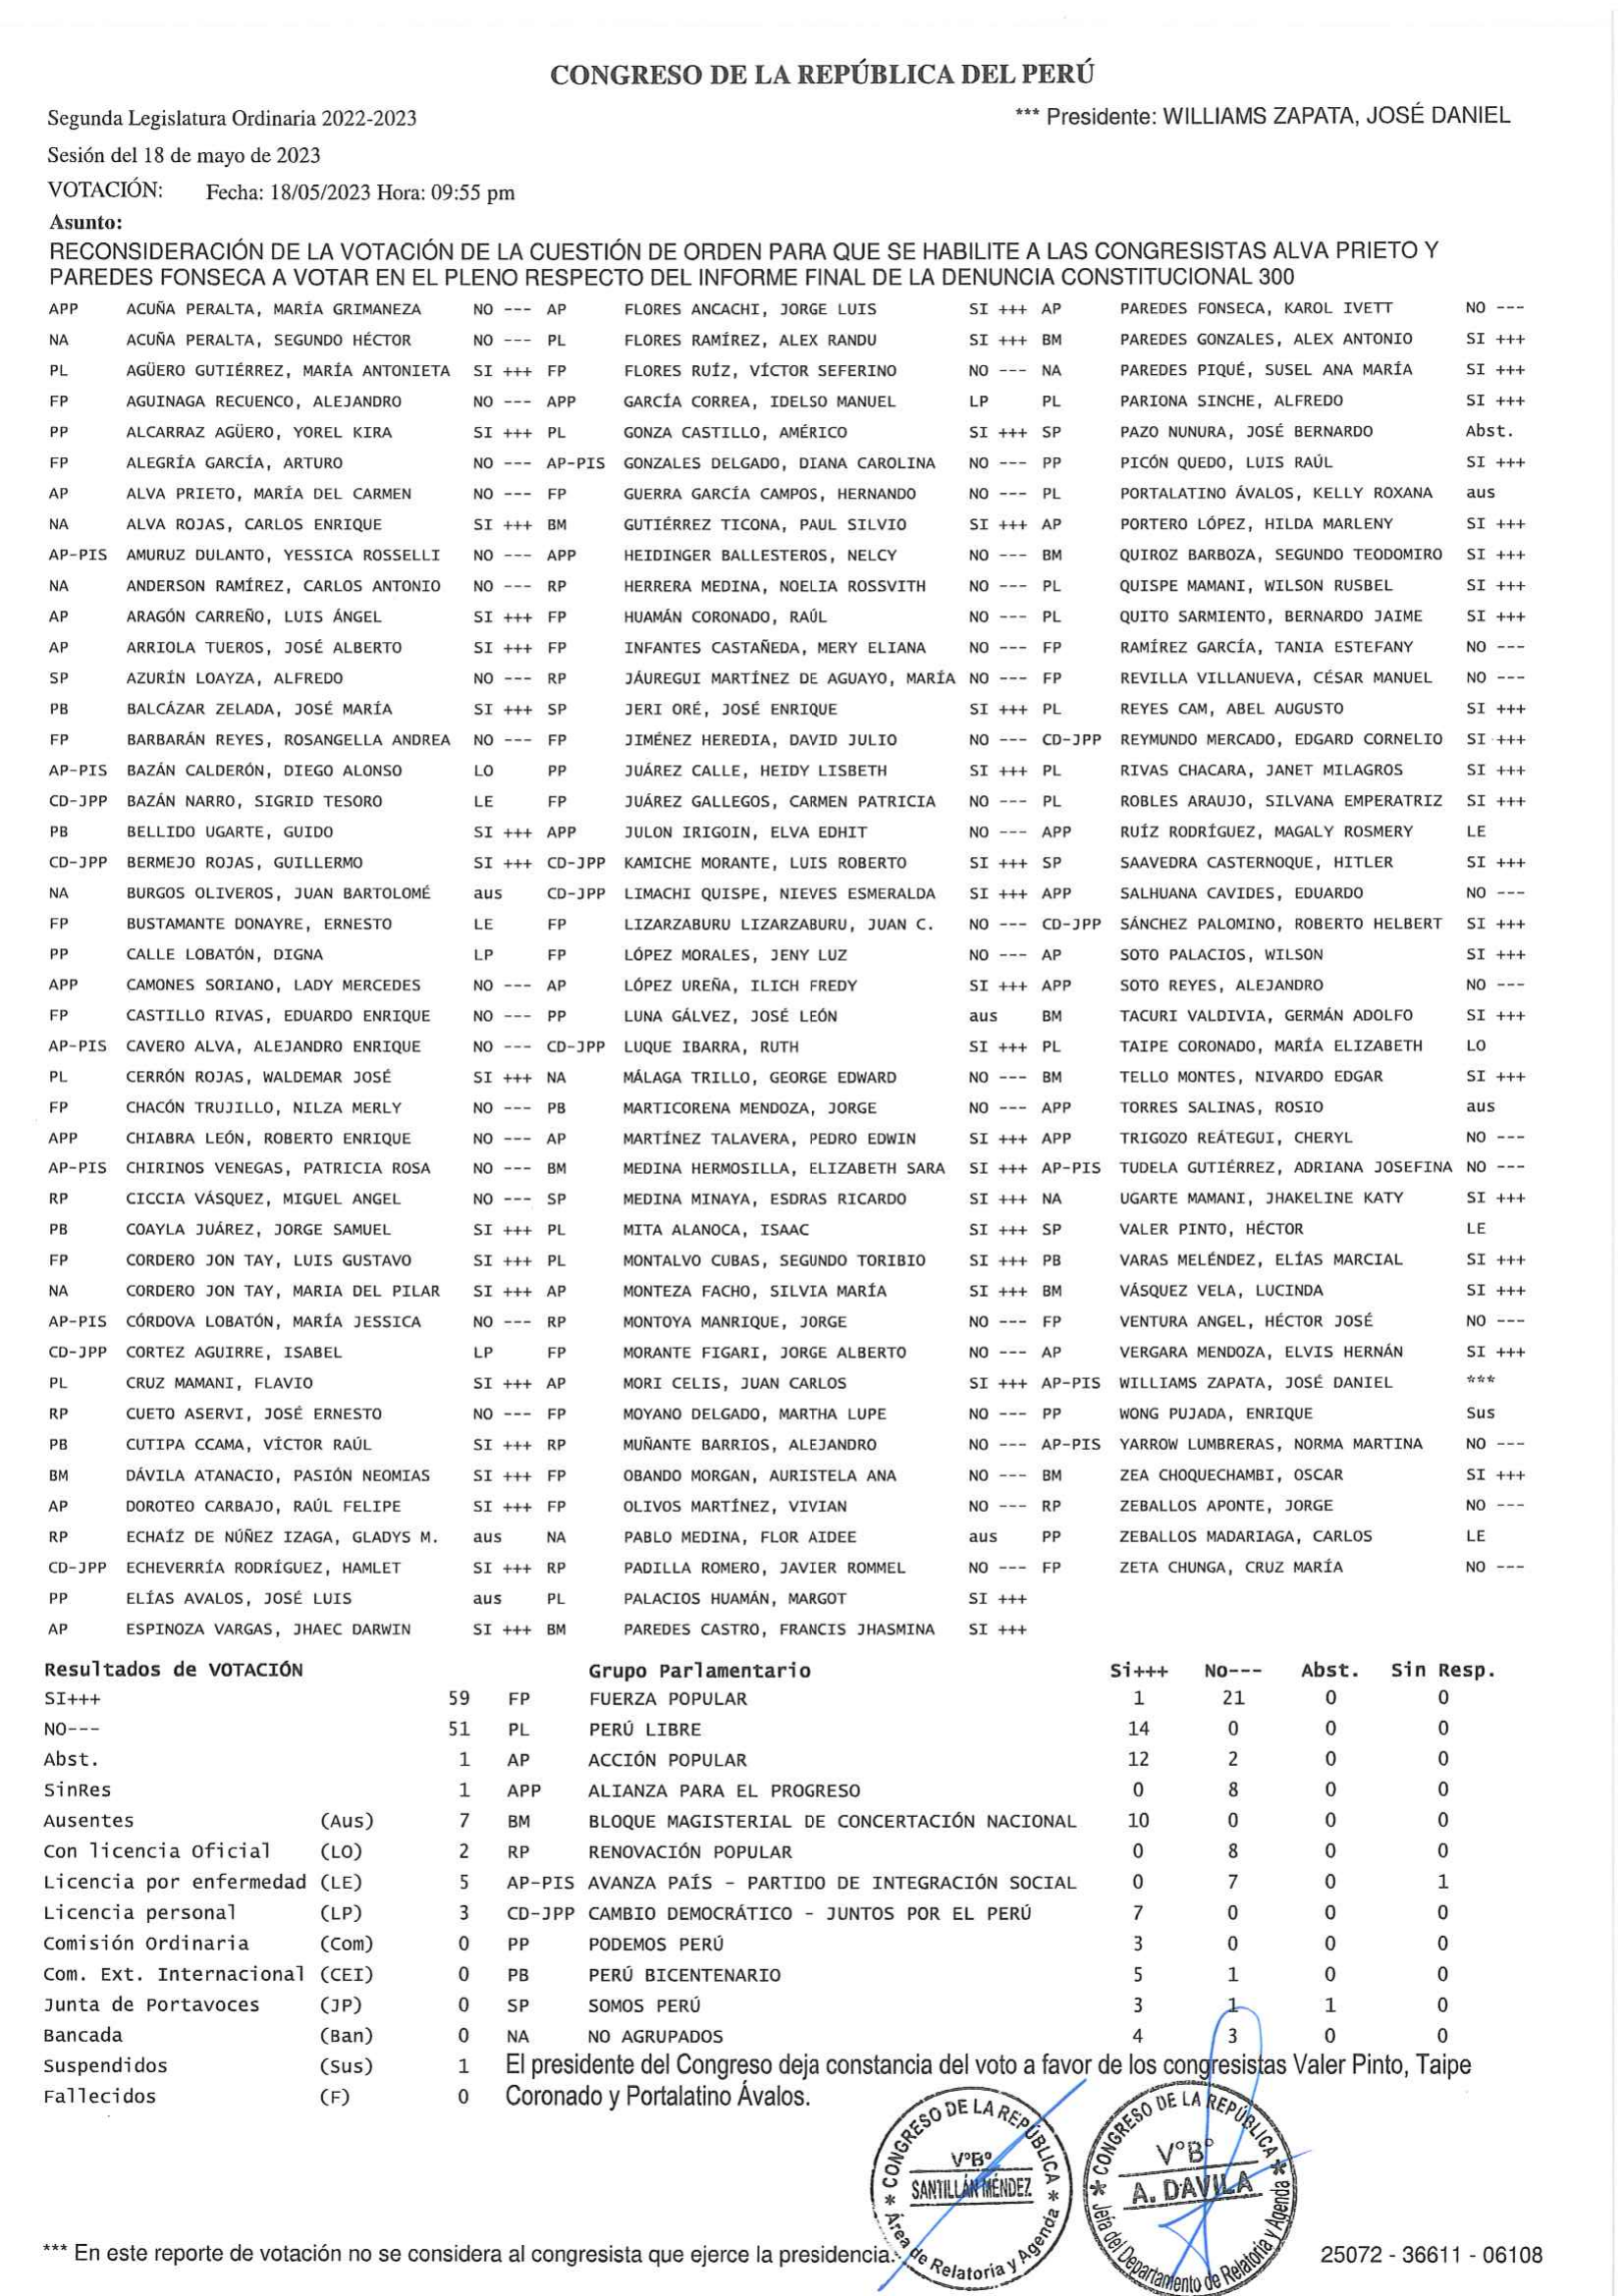 CONGRESO DE LA REPÚBLICA DEL PERÚ
Segunda Legislatura Ordinaria 2022-2023 *** Presidente: WILLIAMS ZAPATA, JOSÉ DANIEL
Sesión del 18 de mayo de 2023
VOTACIÓN: Fecha: 18/05/2023 Hora: 09:55 pm
Asunto:
RECONSIDERACIÓN DE LA VOTACIÓN DE LA CUESTIÓN DE ORDEN PARA QUE SE HABILITE A LAS CONGRESISTAS ALVA PRIETO Y
PAREDES FONSECA A VOTAR EN EL PLENO RESPECTO DEL INFORME FINAL DE LA DENUNCIA CONSTITUCIONAL 300
APP ACUÑA PERALTA, MARÍA GRIMANEZA NO --- AP FLORES ANCACHI, JORGE LUIS SI +++ AP PAREDES FONSECA, KAROL IVETT NO ---
NA ACUÑA PERALTA, SEGUNDO HÉCTOR NO --- PL FLORES RAMÍREZ, ALEX RANDU SI +++ BM PAREDES GONZALES, ALEX ANTONIO SI +++
PL AGÜERO GUTIÉRREZ, MARÍA ANTONIETA SI +++ FP FLORES RUÍZ, VÍCTOR SEFERINO NO --- NA PAREDES PIQUÉ, SUSEL ANA MARÍA SI +++
FP AGUINAGA RECUENCO, ALEJANDRO NO --- APP GARCÍA CORREA, IDELSO MANUEL LP PL PARIONA SINCHE, ALFREDO SI +++
PP ALCARRAZ AGÜERO, YOREL KIRA SI +++ PL GONZA CASTILLO, AMÉRICO SI +++ SP PAZO NUNURA, JOSÉ BERNARDO Abst.
FP ALEGRÍA GARCÍA, ARTURO NO --- AP-PIS GONZALES DELGADO, DIANA CAROLINA NO --- PP PICÓN QUEDO, LUIS RAÚL SI +++
AP ALVA PRIETO, MARÍA DEL CARMEN NO --- FP GUERRA GARCÍA CAMPOS, HERNANDO NO --- PL PORTALATINO ÁVALOS, KELLY ROXANA aus
NA ALVA ROJAS, CARLOS ENRIQUE SI +++ BM GUTIÉRREZ TICONA, PAUL SILVIO SI +++ AP PORTERO LÓPEZ, HILDA MARLENY SI +++
AP-PIS AMURUZ DULANTO, YESSICA ROSSELLI NO --- APP HEIDINGER BALLESTEROS, NELCY NO --- BM QUIROZ BARBOZA, SEGUNDO TEODOMIRO SI +++
NA ANDERSON RAMÍREZ, CARLOS ANTONIO NO --- RP HERRERA MEDINA, NOELIA ROSSVITH NO --- PL QUISPE MAMANI, WILSON RUSBEL SI +++
AP ARAGÓN CARREÑO, LUIS ÁNGEL SI +++ FP HUAMÁN CORONADO, RAÚL NO --- PL QUITO SARMIENTO, BERNARDO JAIME SI +++
AP ARRIOLA TUEROS, JOSÉ ALBERTO SI +++ FP INFANTES CASTAÑEDA, MERY ELIANA NO --- FP RAMÍREZ GARCÍA, TANIA ESTEFANY NO ---
SP AZURÍN LOAYZA, ALFREDO NO --- RP JÁUREGUI MARTÍNEZ DE AGUAYO, MARÍA NO --- FP REVILLA VILLANUEVA, CÉSAR MANUEL NO ---
PB BALCÁZAR ZELADA, JOSÉ MARÍA SI +++ SP JERI ORÉ, JOSÉ ENRIQUE SI +++ PL REYES CAM, ABEL AUGUSTO SI +++
FP BARBARÁN REYES, ROSANGELLA ANDREA NO --- FP JIMÉNEZ HEREDIA, DAVID JULIO NO --- CD-JPP REYMUNDO MERCADO, EDGARD CORNELIO SI +++
AP-PIS BAZÁN CALDERÓN, DIEGO ALONSO LO PP JUÁREZ CALLE, HEIDY LISBETH SI +++ PL RIVAS CHACARA, JANET MILAGROS SI +++
CD-JPP BAZÁN NARRO, SIGRID TESORO LE FP JUÁREZ GALLEGOS, CARMEN PATRICIA NO --- PL ROBLES ARAUJO, SILVANA EMPERATRIZ SI +++
PB BELLIDO UGARTE, GUIDO SI +++ APP JULON IRIGOIN, ELVA EDHIT NO --- APP RUÍZ RODRÍGUEZ, MAGALY ROSMERY LE
CD-JPP BERMEJO ROJAS, GUILLERMO SI +++ CD-JPP KAMICHE MORANTE, LUIS ROBERTO SI +++ SP SAAVEDRA CASTERNOQUE, HITLER SI +++
NA BURGOS OLIVEROS, JUAN BARTOLOMÉ aus CD-JPP LIMACHI QUISPE, NIEVES ESMERALDA SI +++ APP SALHUANA CAVIDES, EDUARDO NO ---
FP BUSTAMANTE DONAYRE, ERNESTO LE FP LIZARZABURU LIZARZABURU, JUAN C. NO --- CD-JPP SÁNCHEZ PALOMINO, ROBERTO HELBERT SI +++
PP CALLE LOBATÓN, DIGNA LP FP LÓPEZ MORALES, JENY LUZ NO --- AP SOTO PALACIOS, WILSON SI +++
APP CAMONES SORIANO, LADY MERCEDES NO --- AP LÓPEZ UREÑA, ILICH FREDY SI +++ APP SOTO REYES, ALEJANDRO NO ---
FP CASTILLO RIVAS, EDUARDO ENRIQUE NO --- PP LUNA GÁLVEZ, JOSÉ LEÓN aus BM TACURI VALDIVIA, GERMÁN ADOLFO SI +++
AP-PIS CAVERO ALVA, ALEJANDRO ENRIQUE NO --- CD-JPP LUQUE IBARRA, RUTH SI +++ PL TAIPE CORONADO, MARÍA ELIZABETH LO
PL CERRÓN ROJAS, WALDEMAR JOSÉ SI +++ NA MÁLAGA TRILLO, GEORGE EDWARD NO --- BM TELLO MONTES, NIVARDO EDGAR SI +++
FP CHACÓN TRUJILLO, NILZA MERLY NO --- PB MARTICORENA MENDOZA, JORGE NO --- APP TORRES SALINAS, ROSIO aus
APP CHIABRA LEÓN, ROBERTO ENRIQUE NO --- AP MARTÍNEZ TALAVERA, PEDRO EDWIN SI +++ APP TRIGOZO REÁTEGUI, CHERYL NO ---
AP-PIS CHIRINOS VENEGAS, PATRICIA ROSA NO --- BM MEDINA HERMOSILLA, ELIZABETH SARA SI +++ AP-PIS TUDELA GUTIÉRREZ, ADRIANA JOSEFINA NO ---
RP CICCIA VÁSQUEZ, MIGUEL ANGEL NO --- SP MEDINA MINAYA, ESDRAS RICARDO SI +++ NA UGARTE MAMANI, JHAKELINE KATY SI +++
PB COAYLA JUÁREZ, JORGE SAMUEL SI +++ PL MITA ALANOCA, ISAAC SI +++ SP VALER PINTO, HÉCTOR LE
FP CORDERO JON TAY, LUIS GUSTAVO SI +++ PL MONTALVO CUBAS, SEGUNDO TORIBIO SI +++ PB VARAS MELÉNDEZ, ELÍAS MARCIAL SI +++
NA CORDERO JON TAY, MARIA DEL PILAR SI +++ AP MONTEZA FACHO, SILVIA MARÍA SI +++ BM VÁSQUEZ VELA, LUCINDA SI +++
AP-PIS CÓRDOVA LOBATÓN, MARÍA JESSICA NO --- RP MONTOYA MANRIQUE, JORGE NO --- FP VENTURA ANGEL, HÉCTOR JOSÉ NO ---
CD-JPP CORTEZ AGUIRRE, ISABEL LP FP MORANTE FIGARI, JORGE ALBERTO NO --- AP VERGARA MENDOZA, ELVIS HERNÁN SI +++
PL CRUZ MAMANI, FLAVIO SI +++ AP MORI CELIS, JUAN CARLOS SI +++ AP-PIS WILLIAMS ZAPATA, JOSÉ DANIEL ***
RP CUETO ASERVI, JOSÉ ERNESTO NO --- FP MOYANO DELGADO, MARTHA LUPE NO --- PP WONG PUJADA, ENRIQUE Sus
PB CUTIPA CCAMA, VÍCTOR RAÚL SI +++ RP MUÑANTE BARRIOS, ALEJANDRO NO --- AP-PIS YARROW LUMBRERAS, NORMA MARTINA NO ---
BM DÁVILA ATANACIO, PASIÓN NEOMIAS SI +++ FP OBANDO MORGAN, AURISTELA ANA NO --- BM ZEA CHOQUECHAMBI, OSCAR SI +++
AP DOROTEO CARBAJO, RAÚL FELIPE SI +++ FP OLIVOS MARTÍNEZ, VIVIAN NO --- RP ZEBALLOS APONTE, JORGE NO ---
RP ECHAÍZ DE NÚÑEZ IZAGA, GLADYS M. aus NA PABLO MEDINA, FLOR AIDEE aus PP ZEBALLOS MADARIAGA, CARLOS LE
CD-JPP ECHEVERRÍA RODRÍGUEZ, HAMLET SI +++ RP PADILLA ROMERO, JAVIER ROMMEL NO --- FP ZETA CHUNGA, CRUZ MARÍA NO ---
PP ELÍAS AVALOS, JOSÉ LUIS aus PL PALACIOS HUAMÁN, MARGOT SI +++
AP ESPINOZA VARGAS, JHAEC DARWIN SI +++ BM PAREDES CASTRO, FRANCIS JHASMINA SI +++
Resultados de VOTACIÓN Grupo Parlamentario Si+++ No--- Abst. Sin Resp.
SI+++ 59 FP FUERZA POPULAR 1 21 0 0
NO--- 51 PL PERÚ LIBRE 14 0 0 0
Abst. 1 AP ACCIÓN POPULAR 12 2 0 0
SinRes 1 APP ALIANZA PARA EL PROGRESO 0 8 0 0
Ausentes (Aus) 7 BM BLOQUE MAGISTERIAL DE CONCERTACIÓN NACIONAL 10 0 0 0
Con licencia Oficial (LO) 2 RP RENOVACIÓN POPULAR 0 8 0 0
Licencia por enfermedad (LE) 5 AP-PIS AVANZA PAÍS - PARTIDO DE INTEGRACIÓN SOCIAL 0 7 0 1
Licencia personal (LP) 3 CD-JPP CAMBIO DEMOCRÁTICO - JUNTOS POR EL PERÚ 7 0 0 0
Comisión Ordinaria (Com) 0 PP PODEMOS PERÚ 3 0 0 0
Com. Ext. Internacional (CEI) 0 PB PERÚ BICENTENARIO 5 1 0 0
Junta de Portavoces (JP) 0 SP SOMOS PERÚ 3 1 1 0
Bancada (Ban) 0 NA NO AGRUPADOS 4 3 0 0
Suspendidos (Sus) 1 El presidente del Congreso deja constancia del voto a favor de los congresistas Valer Pinto, Taipe
Fallecidos (F) 0 Coronado y Portalatino Ávalos.
CONGRESO DE LA REPÚBLICA
V°B°
SANTILLÁN MÉNDEZ
Área de Relatoría y Agenda
CONGRESO DE LA REPÚBLICA
V°B°
A. DAVILA
Jefa del Departamento de Relatoría y Agenda
*** En este reporte de votación no se considera al congresista que ejerce la presidencia. 25072 - 36611 - 06108